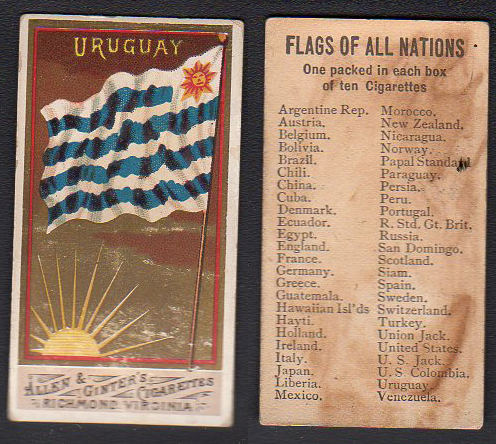 URUGUAY
ALLEN & GINTER'S CIGARETTES
RICHMOND VIRGINIA
FLAGS OF ALL NATIONS
One packed in each box
of ten Cigarettes
Argentine Rep.
Austria.
Belgium.
Bolivia.
Brazil.
Chili.
China.
Cuba.
Denmark.
Ecuador.
Egypt.
England.
France.
Germany.
Greece.
Guatemala.
Hawaiian Isl'ds
Hayti.
Holland.
Ireland.
Italy.
Japan.
Liberia.
Mexico.
Morocco.
New Zealand.
Nicaragua.
Norway.
Papal Standard
Paraguay.
Persia.
Peru.
Portugal.
R. Std. Gt. Brit.
Russia.
San Domingo.
Scotland.
Siam.
Spain.
Sweden.
Switzerland.
Turkey.
Union Jack.
United States.
U. S. Jack.
U. S. Colombia.
Uruguay.
Venezuela.